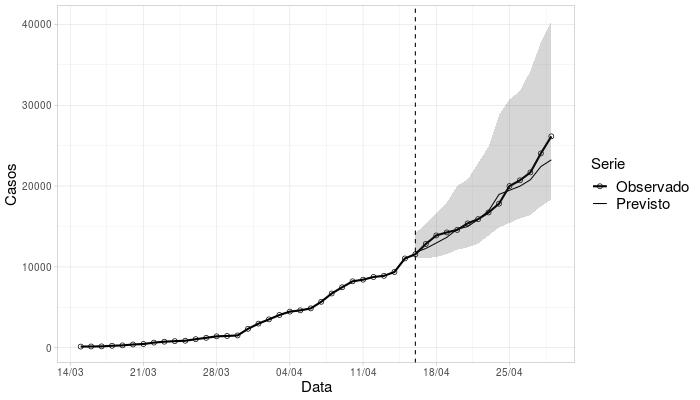 40000
30000
20000
10000
0
Casos
14/03 21/03 28/03 04/04 11/04 18/04 25/04
Data
Serie
Observado
Previsto